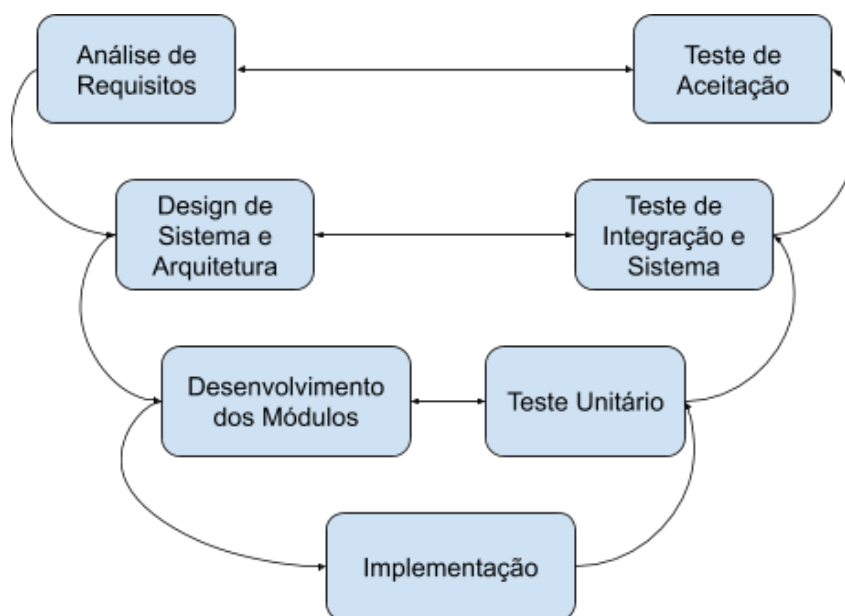 Análise de
Requisitos
Teste de
Aceitação
Design de
Sistema e
Arquitetura
Teste de
Integração e
Sistema
Desenvolvimento
dos Módulos
Teste Unitário
Implementação